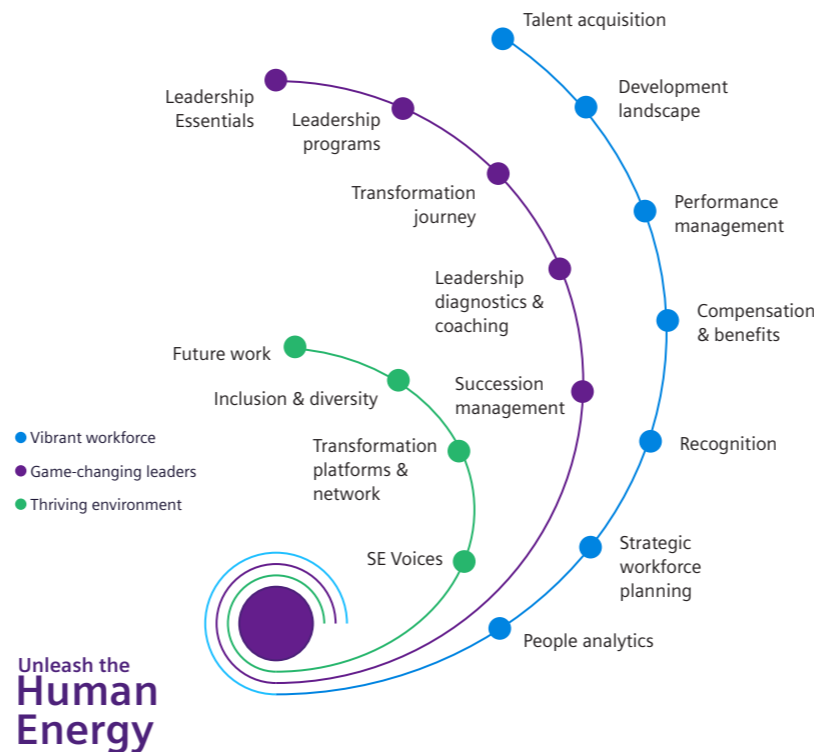 Talent acquisition
Development
landscape
Leadership
Essentials
Leadership
programs
Transformation
journey
Performance
management
Leadership
diagnostics &
coaching
Compensation
& benefits
Future work
Inclusion & diversity
Succession
management
Transformation
platforms &
network
Recognition
Vibrant workforce
Game-changing leaders
Thriving environment
SE Voices
Strategic
workforce
planning
People analytics
Unleash the
Human
Energy